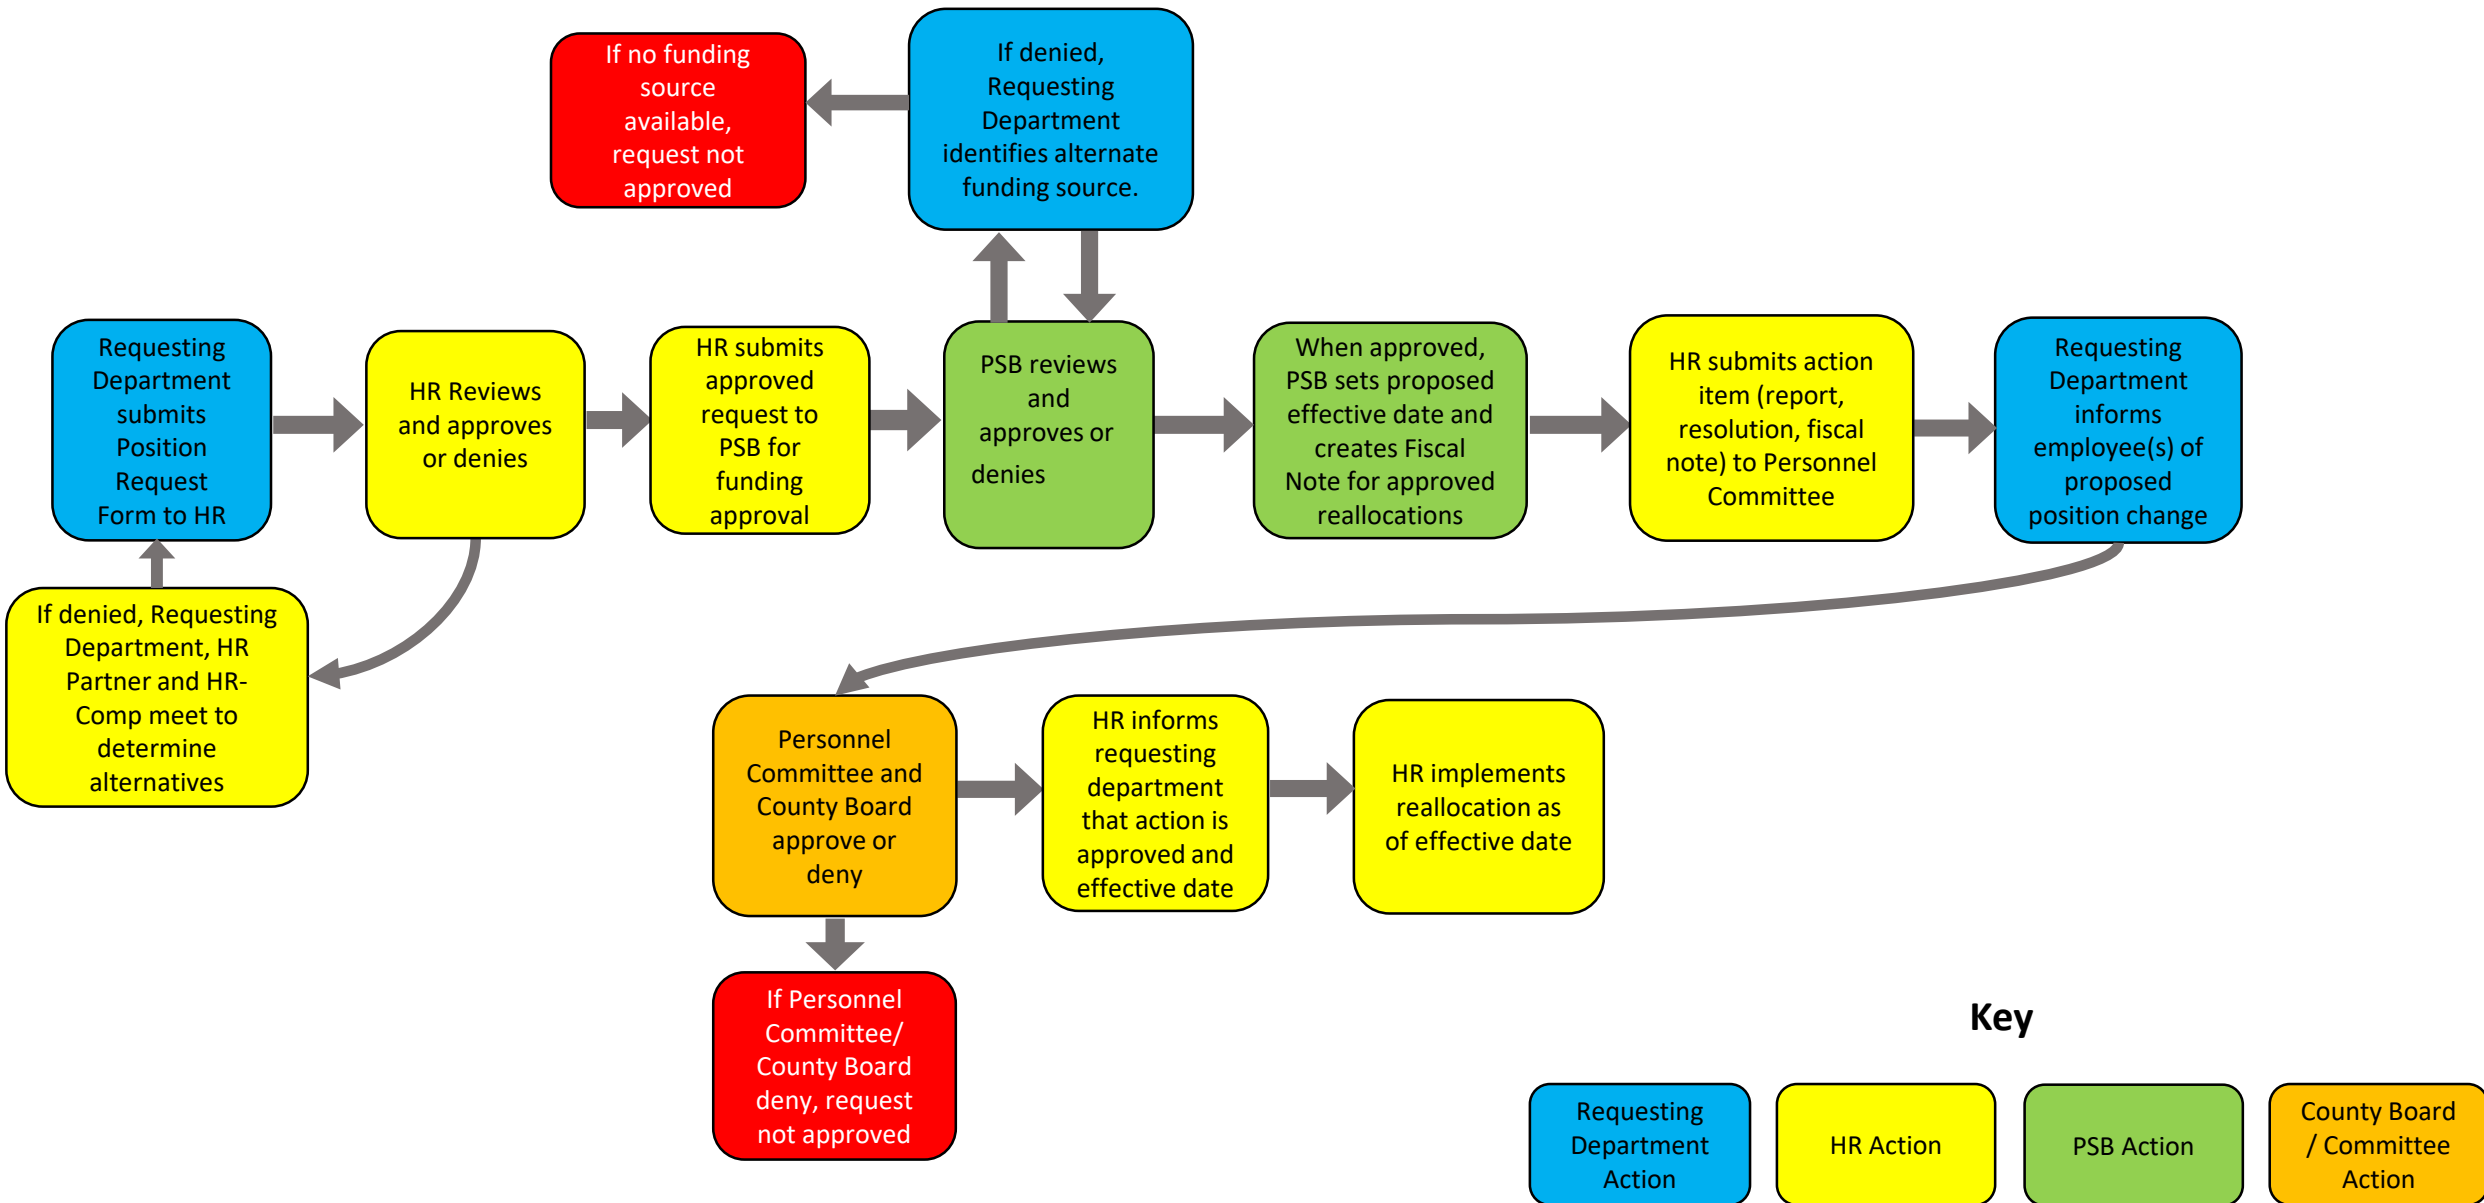 If no funding
source
available,
request not
approved
If denied,
Requesting
Department
identifies alternate
funding source.
Requesting
Department
submits
Position
Request
Form to HR
HR Reviews
and approves
or denies
HR submits
approved
request to
PSB for
funding
approval
PSB reviews
and
approves or
denies
When approved,
PSB sets proposed
effective date and
creates Fiscal
Note for approved
reallocations
HR submits action
item (report,
resolution, fiscal
note) to Personnel
Committee
Requesting
Department
informs
employee(s) of
proposed
position change
If denied, Requesting
Department, HR
Partner and HR-
Comp meet to
determine
alternatives
Personnel
Committee and
County Board
approve or
deny
HR informs
requesting
department
that action is
approved and
effective date
HR implements
reallocation as
of effective date
If Personnel
Committee/
County Board
deny, request
not approved
Key
Requesting
Department
Action
HR Action
PSB Action
County Board
/ Committee
Action